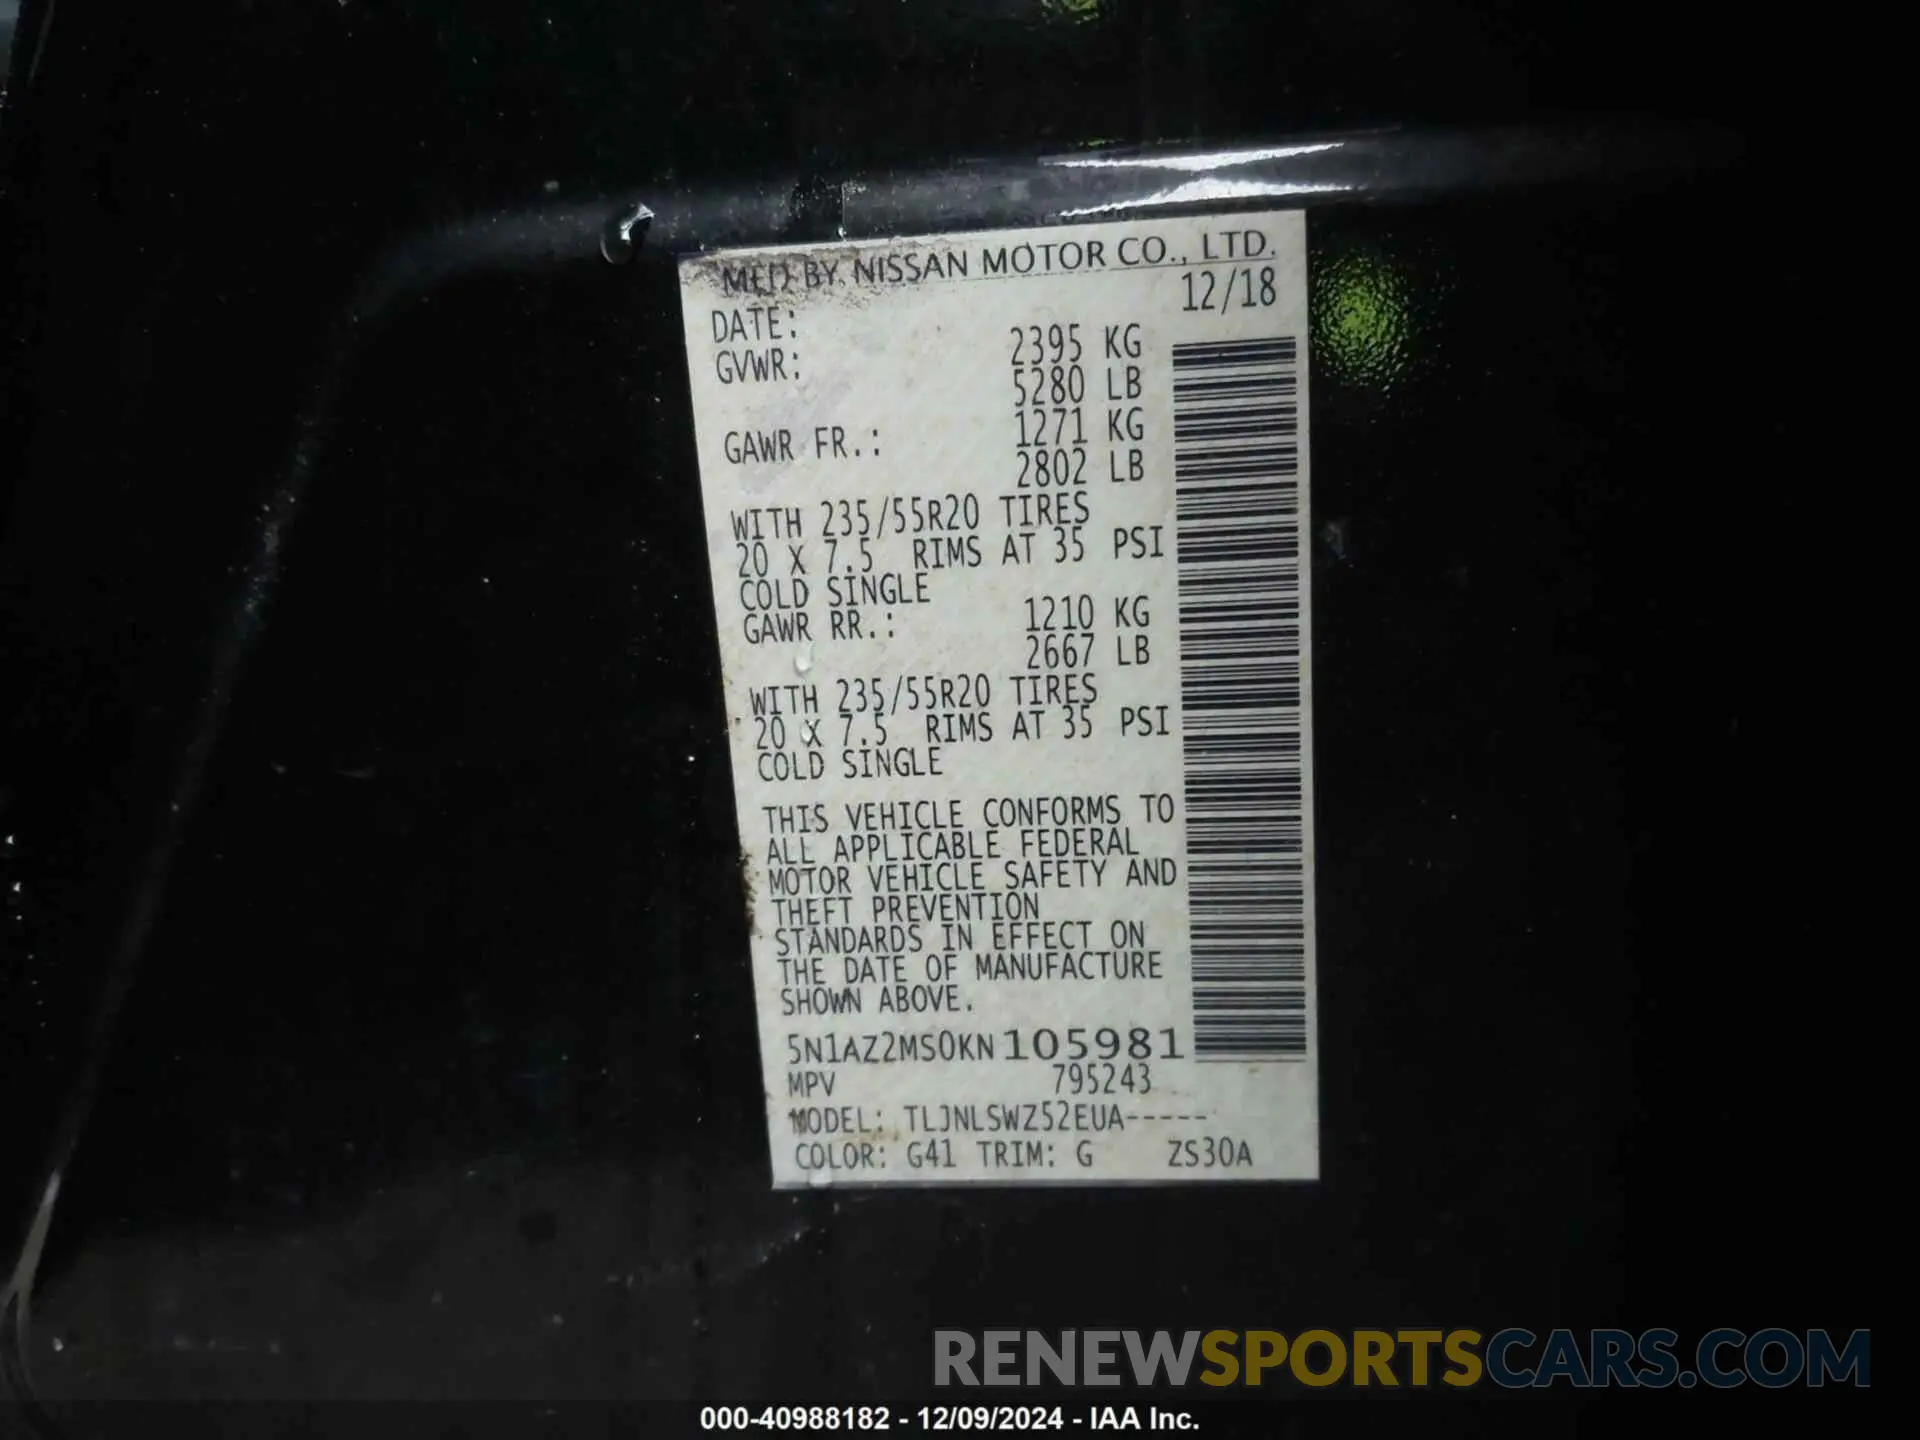 MFD BY NISSAN MOTOR CO., LTD.
DATE: 12/18
GVWR: 2395 KG
5280 LB
GAWR FR.: 1271 KG
2802 LB
WITH 235/55R20 TIRES
20 X 7.5 RIMS AT 35 PSI
COLD SINGLE
GAWR RR.: 1210 KG
2667 LB
WITH 235/55R20 TIRES
20 X 7.5 RIMS AT 35 PSI
COLD SINGLE
THIS VEHICLE CONFORMS TO
ALL APPLICABLE FEDERAL
MOTOR VEHICLE SAFETY AND
THEFT PREVENTION
STANDARDS IN EFFECT ON
THE DATE OF MANUFACTURE
SHOWN ABOVE.
5N1AZ2MS0KN105981
MPV 795243
MODEL: TLJNLSWZ52EUA-----
COLOR: G41 TRIM: G ZS30A
RENEWSPORTSCARS.COM
000-40988182 - 12/09/2024 - IAA Inc.